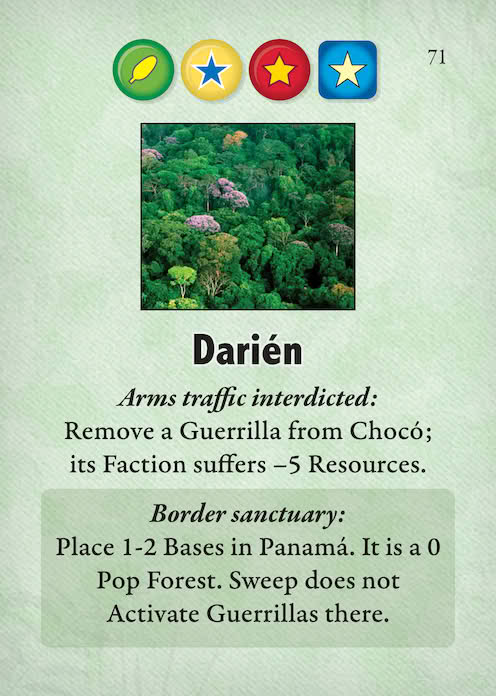 71
Darién
Arms traffic interdicted:
Remove a Guerrilla from Chocó;
its Faction suffers –5 Resources.
Border sanctuary:
Place 1-2 Bases in Panamá. It is a 0
Pop Forest. Sweep does not
Activate Guerrillas there.